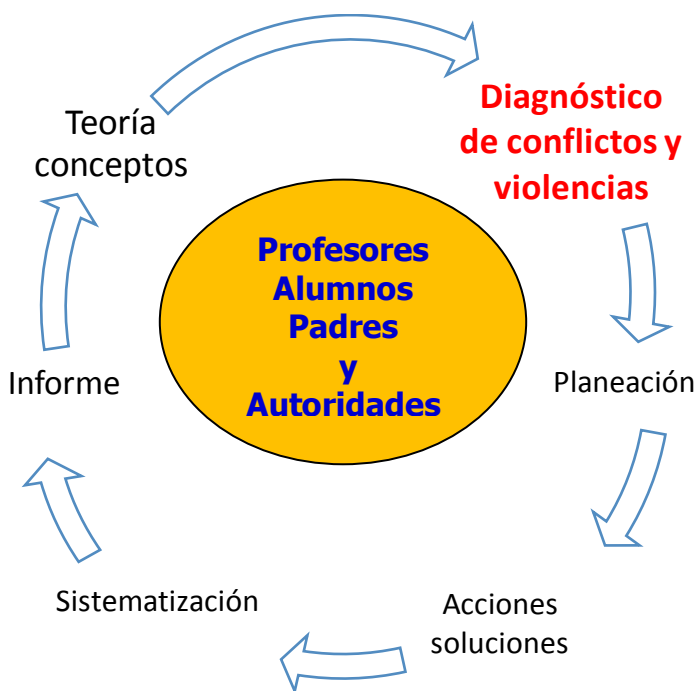 Teoría
conceptos
Diagnóstico
de conflictos y
violencias
Profesores
Alumnos
Padres
y
Autoridades
Informe
Planeación
Sistematización
Acciones
soluciones